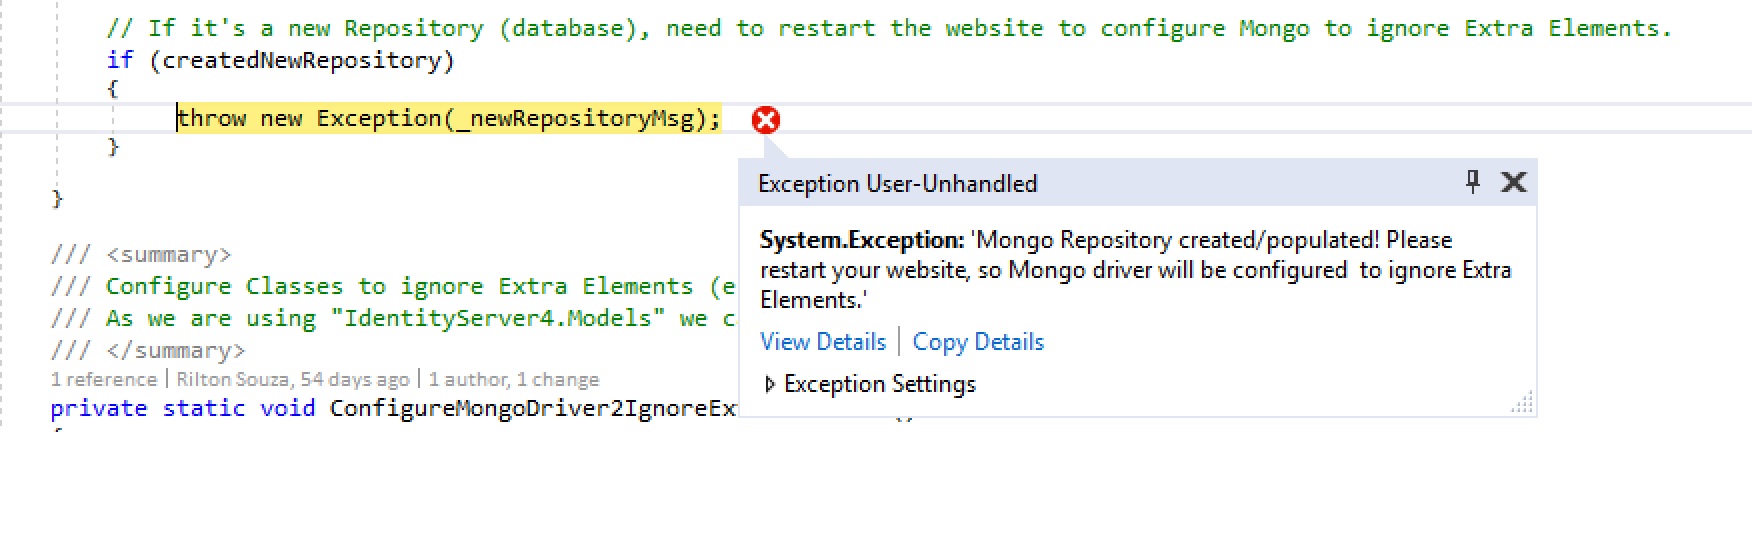 // If it's a new Repository (database), need to restart the website to configure Mongo to ignore Extra Elements.
if (createdNewRepository)
{
throw new Exception(_newRepositoryMsg);
}
}
Exception User-Unhandled
System.Exception: 'Mongo Repository created/populated! Please
restart your website, so Mongo driver will be configured  to ignore Extra
Elements.'
View Details | Copy Details
Exception Settings
/// <summary>
/// Configure Classes to ignore Extra Elements (e
/// As we are using "IdentityServer4.Models" we c
/// </summary>
1 reference | Rilton Souza, 54 days ago | 1 author, 1 change
private static void ConfigureMongoDriver2IgnoreEx